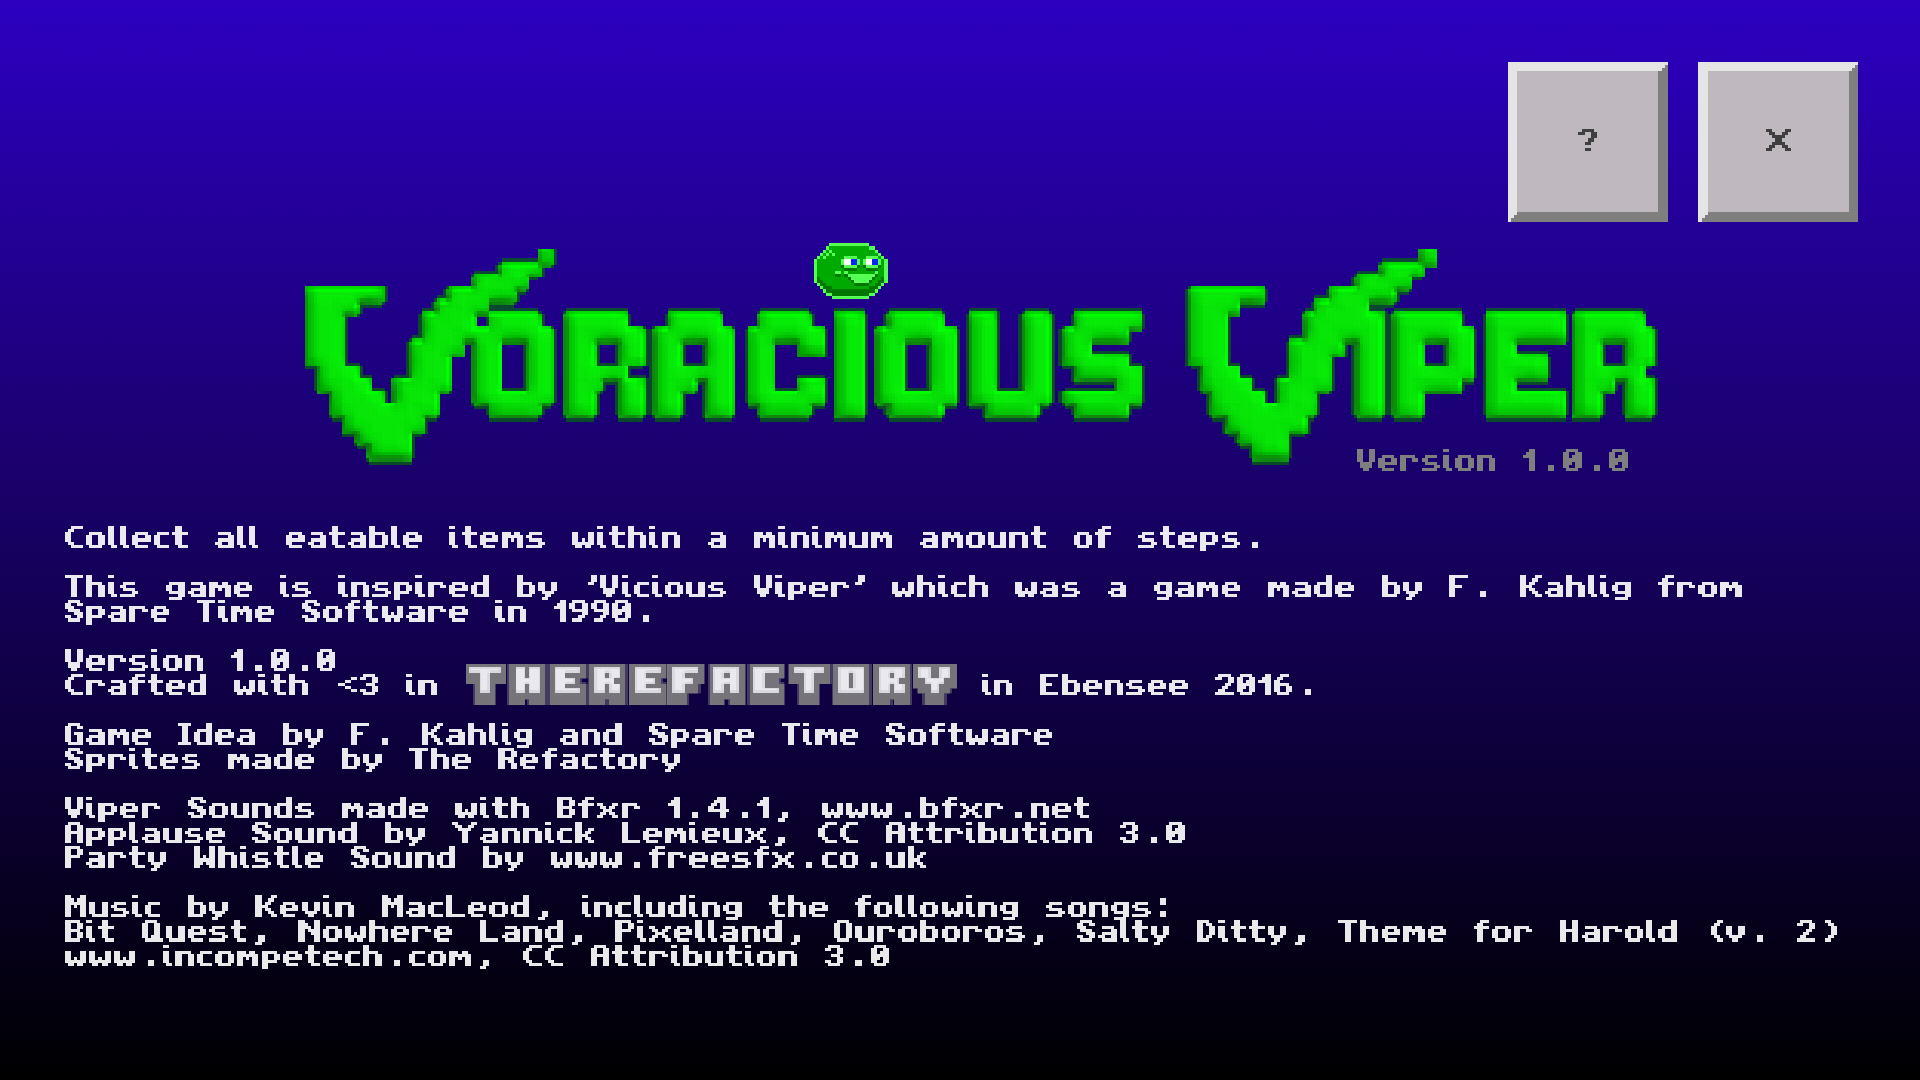 ?
X
VORACIOUS VIPER
Version 1.0.0
Collect all eatable items within a minimum amount of steps.
This game is inspired by 'Vicious Viper' which was a game made by F. Kahlig from
Spare Time Software in 1990.
Version 1.0.0
Crafted with <3 in THEREFACTORY in Ebensee 2016.
Game Idea by F. Kahlig and Spare Time Software
Sprites made by The Refactory
Viper Sounds made with Bfxr 1.4.1, www.bfxr.net
Applause Sound by Yannick Lemieux, CC Attribution 3.0
Party Whistle Sound by www.freesfx.co.uk
Music by Kevin MacLeod, including the following songs:
Bit Quest, Nowhere Land, Pixelland, Ouroboros, Salty Ditty, Theme for Harold (v. 2)
www.incompetech.com, CC Attribution 3.0